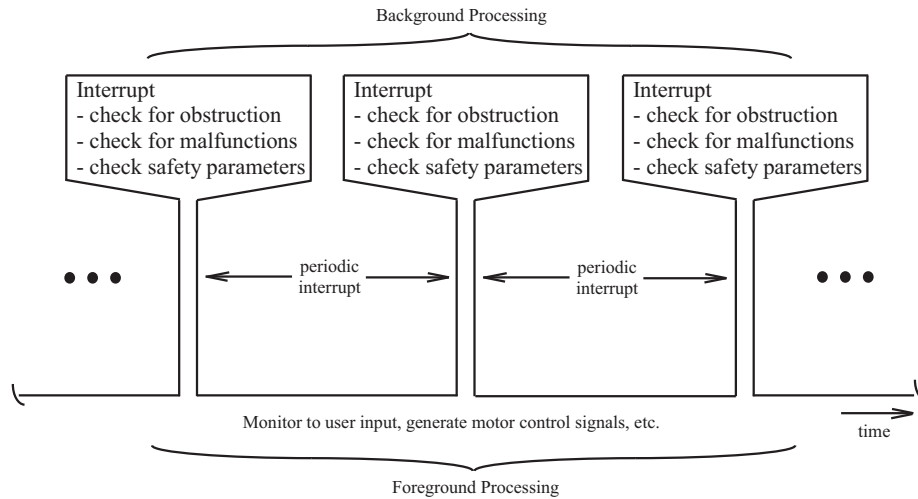 Background Processing
Interrupt
- check for obstruction
- check for malfunctions
- check safety parameters
Interrupt
- check for obstruction
- check for malfunctions
- check safety parameters
Interrupt
- check for obstruction
- check for malfunctions
- check safety parameters
periodic
interrupt
periodic
interrupt
Monitor to user input, generate motor control signals, etc.
time
Foreground Processing